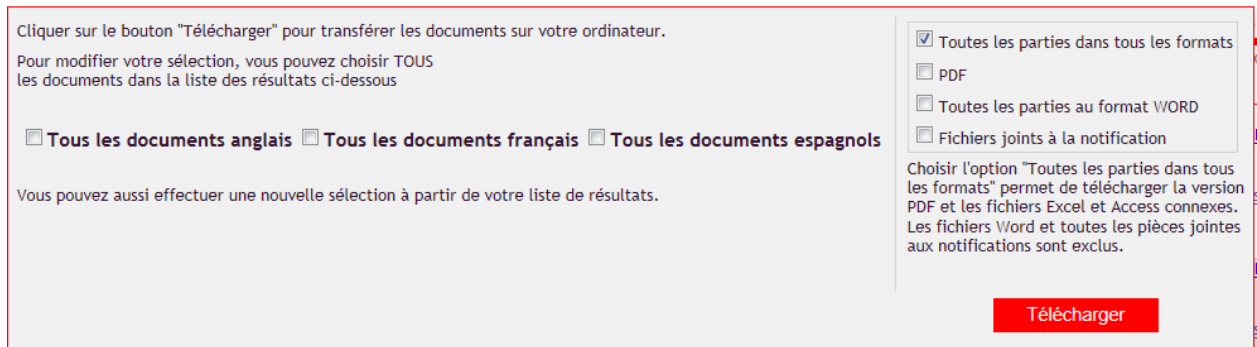 Cliquer sur le bouton "Télécharger" pour transférer les documents sur votre ordinateur.
Pour modifier votre sélection, vous pouvez choisir TOUS
les documents dans la liste des résultats ci-dessous
Tous les documents anglais Tous les documents français Tous les documents espagnols
Vous pouvez aussi effectuer une nouvelle sélection à partir de votre liste de résultats.
Toutes les parties dans tous les formats
PDF
Toutes les parties au format WORD
Fichiers joints à la notification
Choisir l'option "Toutes les parties dans tous
les formats" permet de télécharger la version
PDF et les fichiers Excel et Access connexes.
Les fichiers Word et toutes les pièces jointes
aux notifications sont exclus.
Télécharger